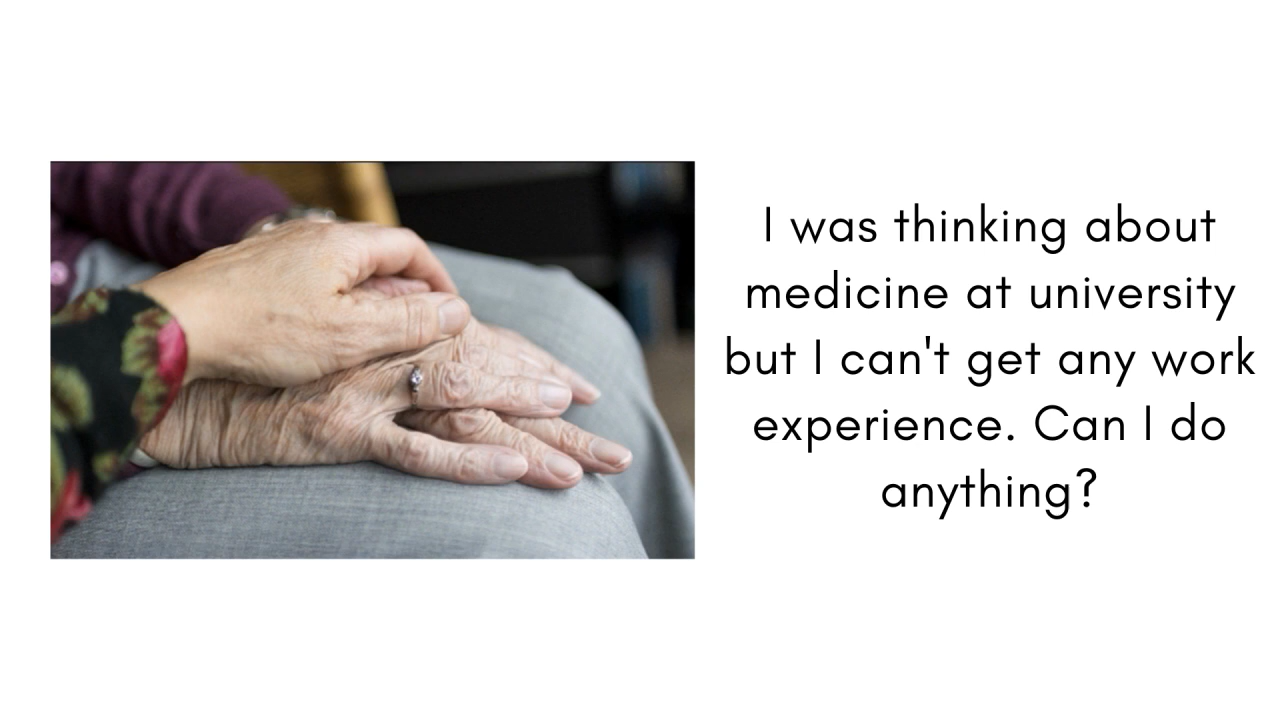 I was thinking about
medicine at university
but I can't get any work
experience. Can I do
anything?